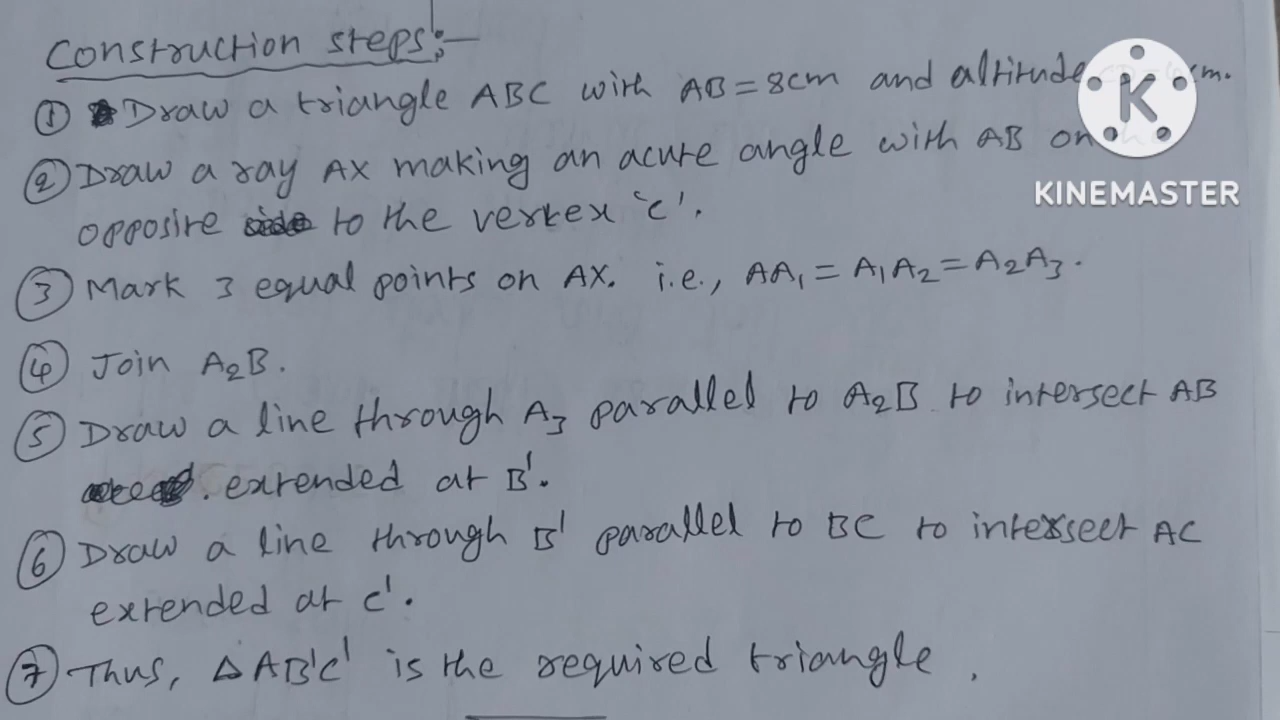 Construction steps:-
① Draw a triangle ABC with AB = 8cm and altitude cm.
② Draw a ray AX making an acute angle with AB on
opposite to the vertex 'c'.
③ Mark 3 equal points on AX. i.e., AA₁ = A₁A₂ = A₂A₃.
④ Join A₂B.
⑤ Draw a line through A₃ parallel to A₂B to intersect AB
. extended at B'.
⑥ Draw a line through B' parallel to BC to intersect AC
extended at c'.
⑦ Thus, △AB'C' is the required triangle.
K
KINEMASTER